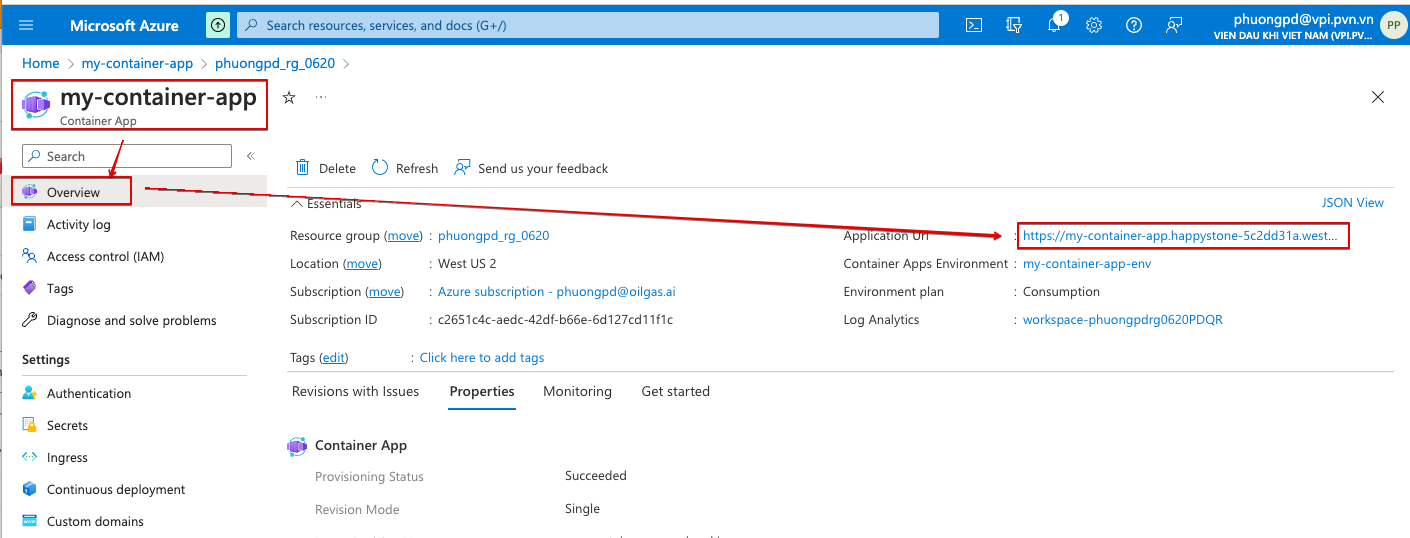 Microsoft Azure
Search resources, services, and docs (G+/)
1
phuongpd@vpi.pvn.vn
VIEN DAU KHI VIET NAM (VPI.PV...
PP
Home > my-container-app > phuongpd_rg_0620 >
my-container-app
...
Container App
Search
«
Delete
Refresh
Send us your feedback
Overview
Activity log
Access control (IAM)
Tags
Diagnose and solve problems
Settings
Authentication
Secrets
Ingress
Continuous deployment
Custom domains
Essentials
JSON View
Resource group (move) : phuongpd_rg_0620
Location (move) : West US 2
Subscription (move) : Azure subscription - phuongpd@oilgas.ai
Subscription ID : c2651c4c-aedc-42df-b66e-6d127cd11f1c
Tags (edit) : Click here to add tags
Application Url : https://my-container-app.happystone-5c2dd31a.west...
Container Apps Environment : my-container-app-env
Environment plan : Consumption
Log Analytics : workspace-phuongpdrg0620PDQR
Revisions with Issues
Properties
Monitoring
Get started
Container App
Provisioning Status Succeeded
Revision Mode Single